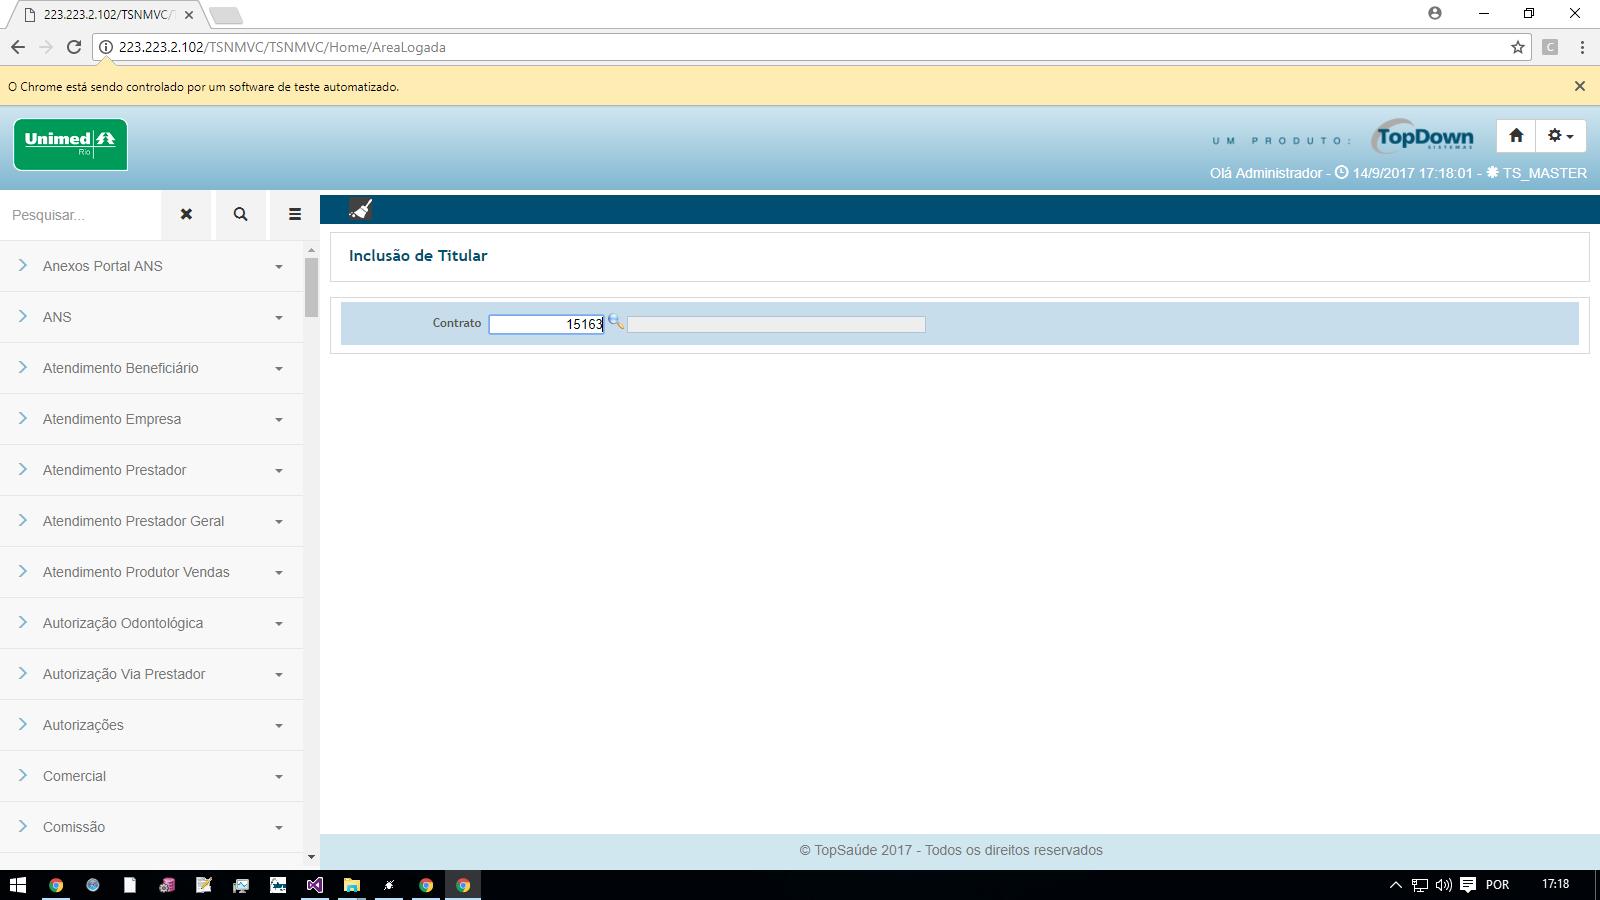 223.223.2.102/TSNMVC/T
223.223.2.102/TSNMVC/TSNMVC/Home/AreaLogada
C
O Chrome está sendo controlado por um software de teste automatizado.
Unimed
Rio
UM PRODUTO:
TopDown
SISTEMAS
Olá Administrador - 14/9/2017 17:18:01 - TS_MASTER
Pesquisar...
Inclusão de Titular
Contrato 15163
Anexos Portal ANS
ANS
Atendimento Beneficiário
Atendimento Empresa
Atendimento Prestador
Atendimento Prestador Geral
Atendimento Produtor Vendas
Autorização Odontológica
Autorização Via Prestador
Autorizações
Comercial
Comissão
© TopSaúde 2017 - Todos os direitos reservados
POR
17:18